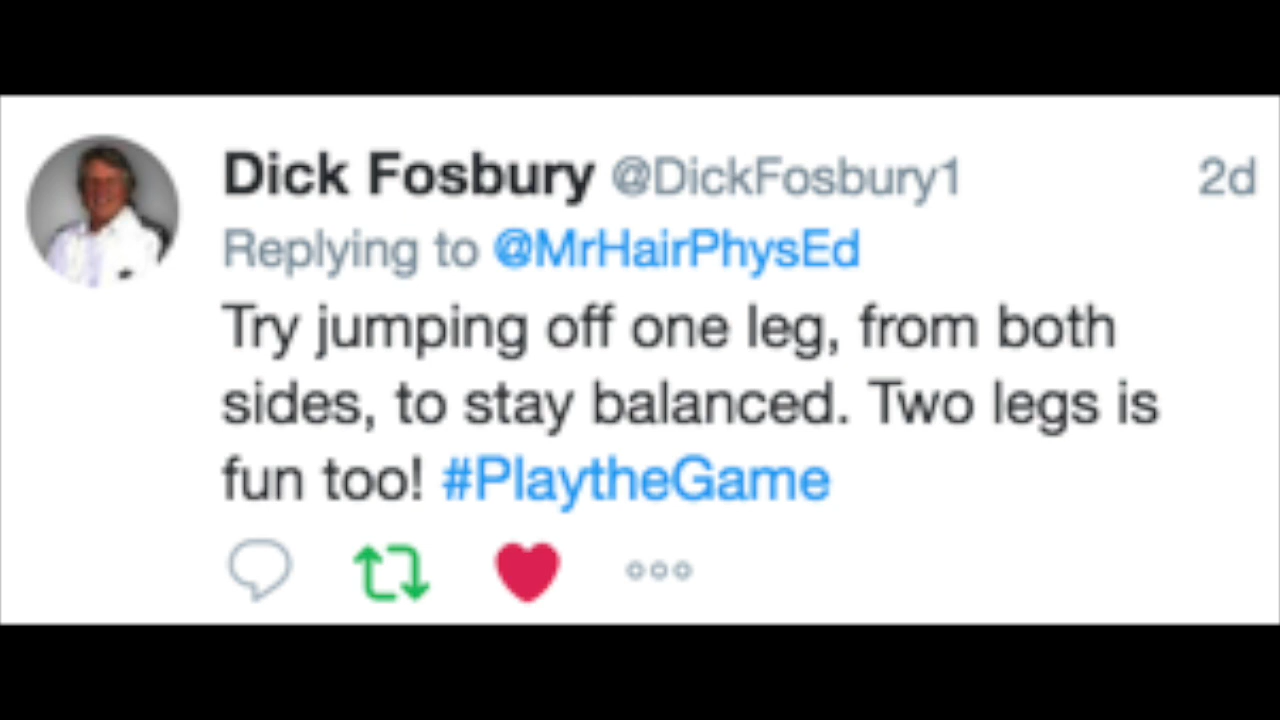 Dick Fosbury @DickFosbury1 2d
Replying to @MrHairPhysEd
Try jumping off one leg, from both
sides, to stay balanced. Two legs is
fun too! #PlaytheGame